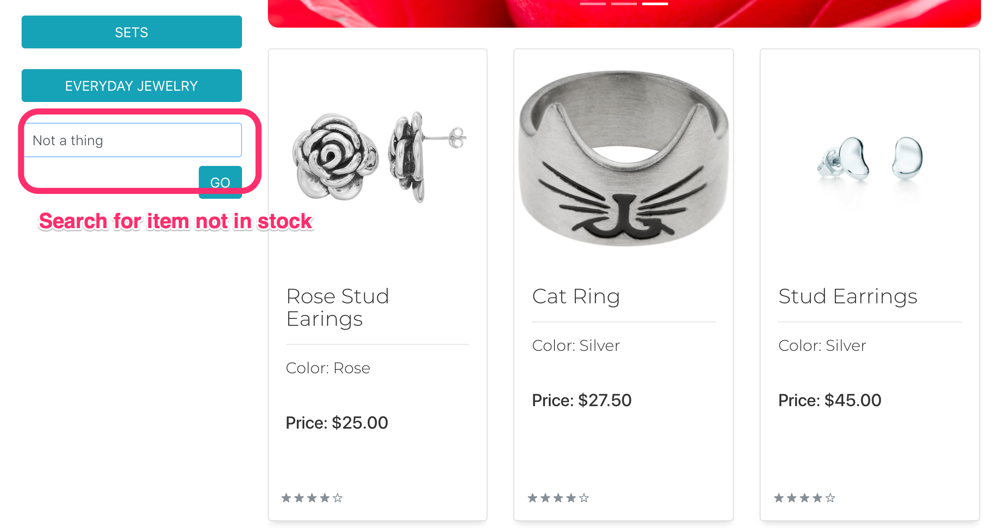 SETS
EVERYDAY JEWELRY
Not a thing
GO
Search for item not in stock
Rose Stud
Earings
Color: Rose
Price: $25.00
Cat Ring
Color: Silver
Price: $27.50
Stud Earrings
Color: Silver
Price: $45.00